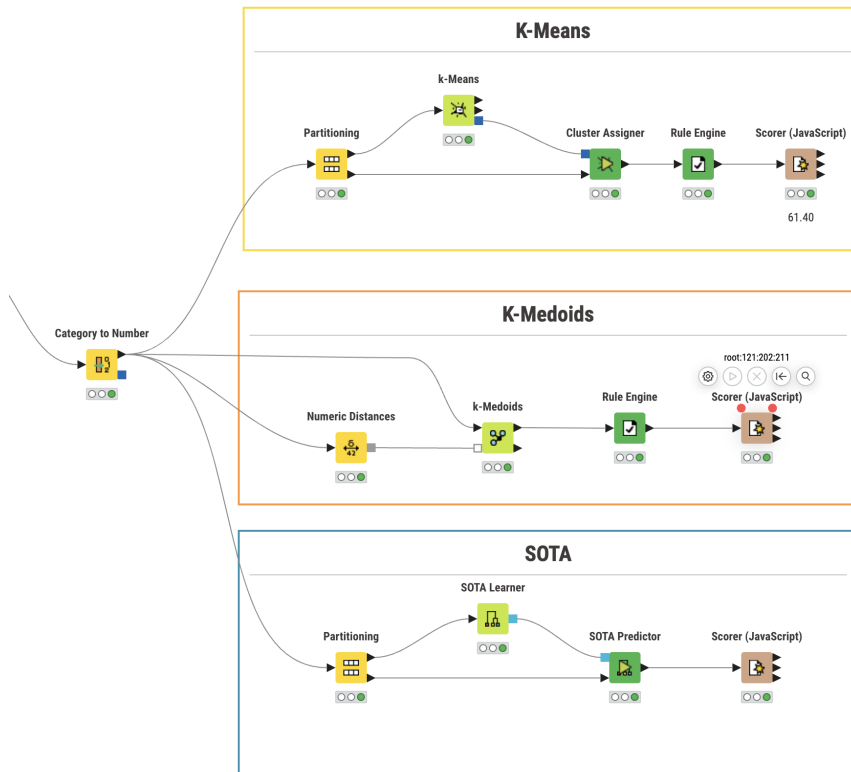 K-Means
k-Means
Partitioning
Cluster Assigner
Rule Engine
Scorer (JavaScript)
61.40
Category to Number
K-Medoids
root:121:202:211
Numeric Distances
k-Medoids
Rule Engine
Scorer (JavaScript)
SOTA
SOTA Learner
Partitioning
SOTA Predictor
Scorer (JavaScript)